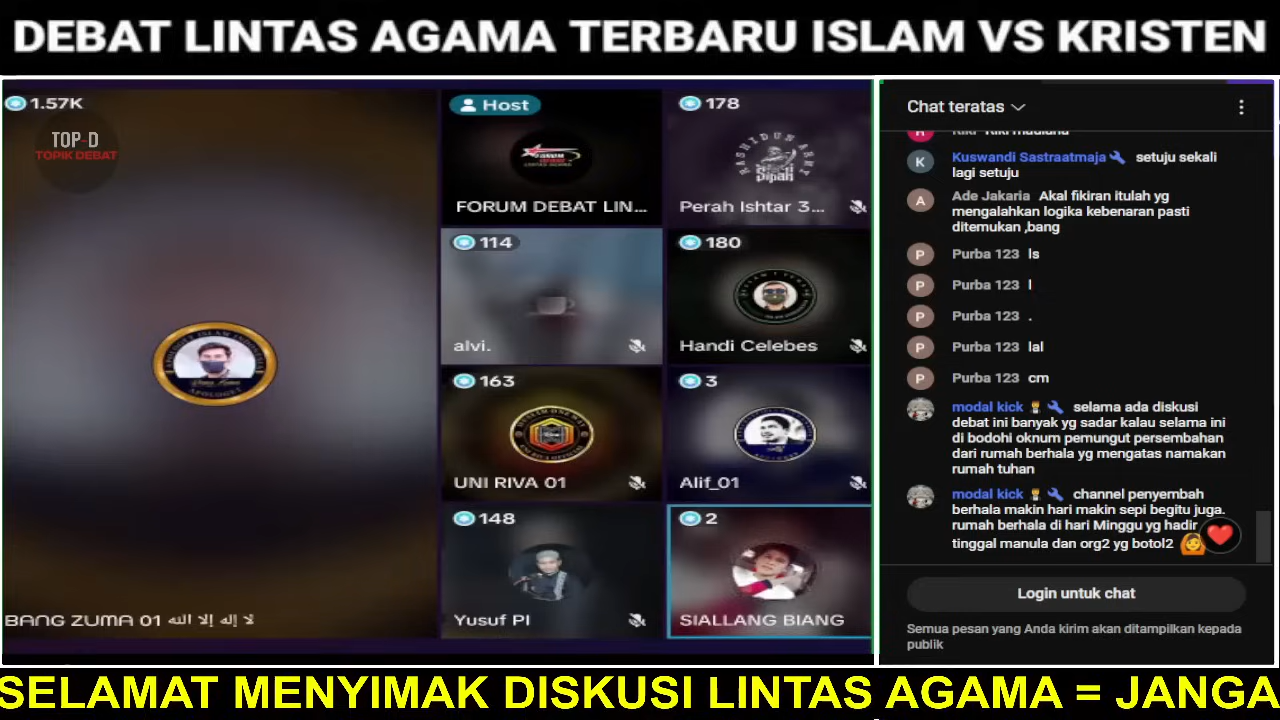 DEBAT LINTAS AGAMA TERBARU ISLAM VS KRISTEN
1.57K
TOP-D
TOPIK DEBAT
BANG ZUMA 01 لا إله إلا الله
Host
FORUM DEBAT LIN...
178
Perah Ishtar 3...
114
alvi.
180
Handi Celebes
163
UNI RIVA 01
3
Alif_01
148
Yusuf PI
2
SIALLANG BIANG
Chat teratas
Kuswandi Sastraatmaja setuju sekali
lagi setuju
Ade Jakaria Akal fikiran itulah yg
mengalahkan logika kebenaran pasti
ditemukan ,bang
Purba 123 ls
Purba 123 l
Purba 123 .
Purba 123 lal
Purba 123 cm
modal kick selama ada diskusi
debat ini banyak yg sadar kalau selama ini
di bodohi oknum pemungut persembahan
dari rumah berhala yg mengatas namakan
rumah tuhan
modal kick channel penyembah
berhala makin hari makin sepi begitu juga.
rumah berhala di hari Minggu yg hadir
tinggal manula dan org2 yg botol2
Login untuk chat
Semua pesan yang Anda kirim akan ditampilkan kepada
publik
SELAMAT MENYIMAK DISKUSI LINTAS AGAMA = JANGA